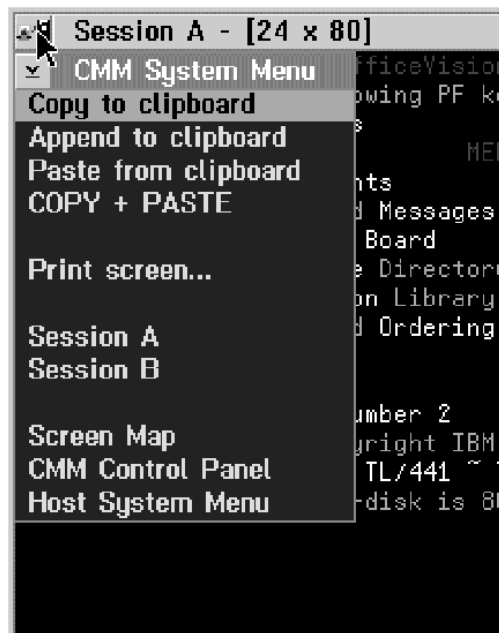 Session A - [24 x 80]
CMM System Menu
fficeVision
Copy to clipboard
owing PF k
Append to clipboard
s
Paste from clipboard
ME
nts
COPY + PASTE
d Messages
Board
Print screen...
e Director
on Library
Session A
d Ordering
Session B
umber 2
Screen Map
yright IBM
CMM Control Panel
TL/441 ~
Host System Menu
-disk is 80